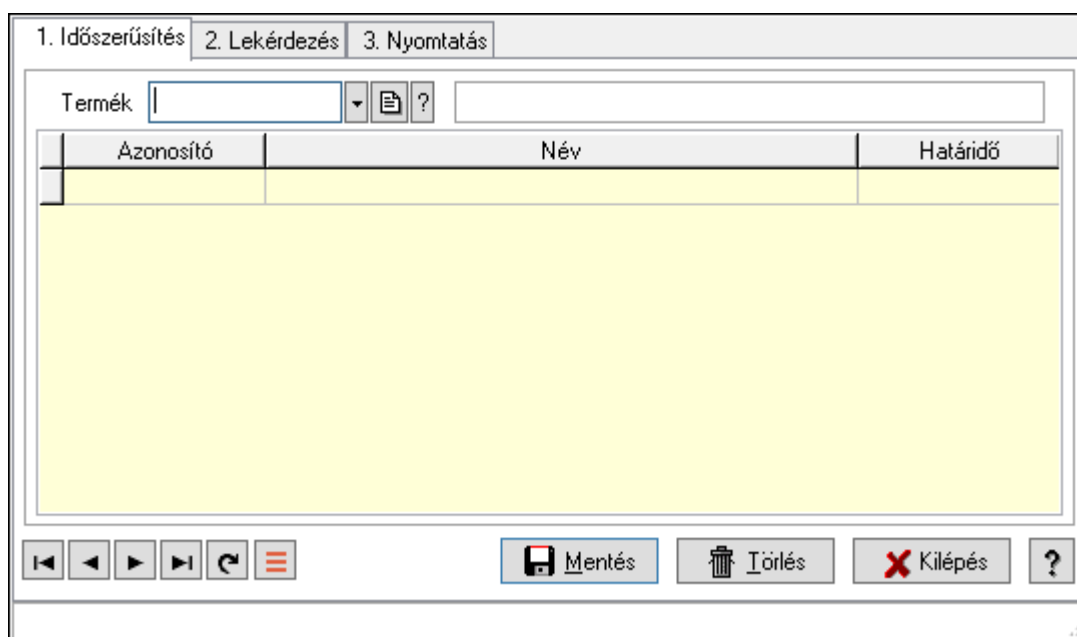 1. Időszerűsítés 2. Lekérdezés 3. Nyomtatás
Termék ?
Azonosító Név Határidő
Mentés Törlés Kilépés ?